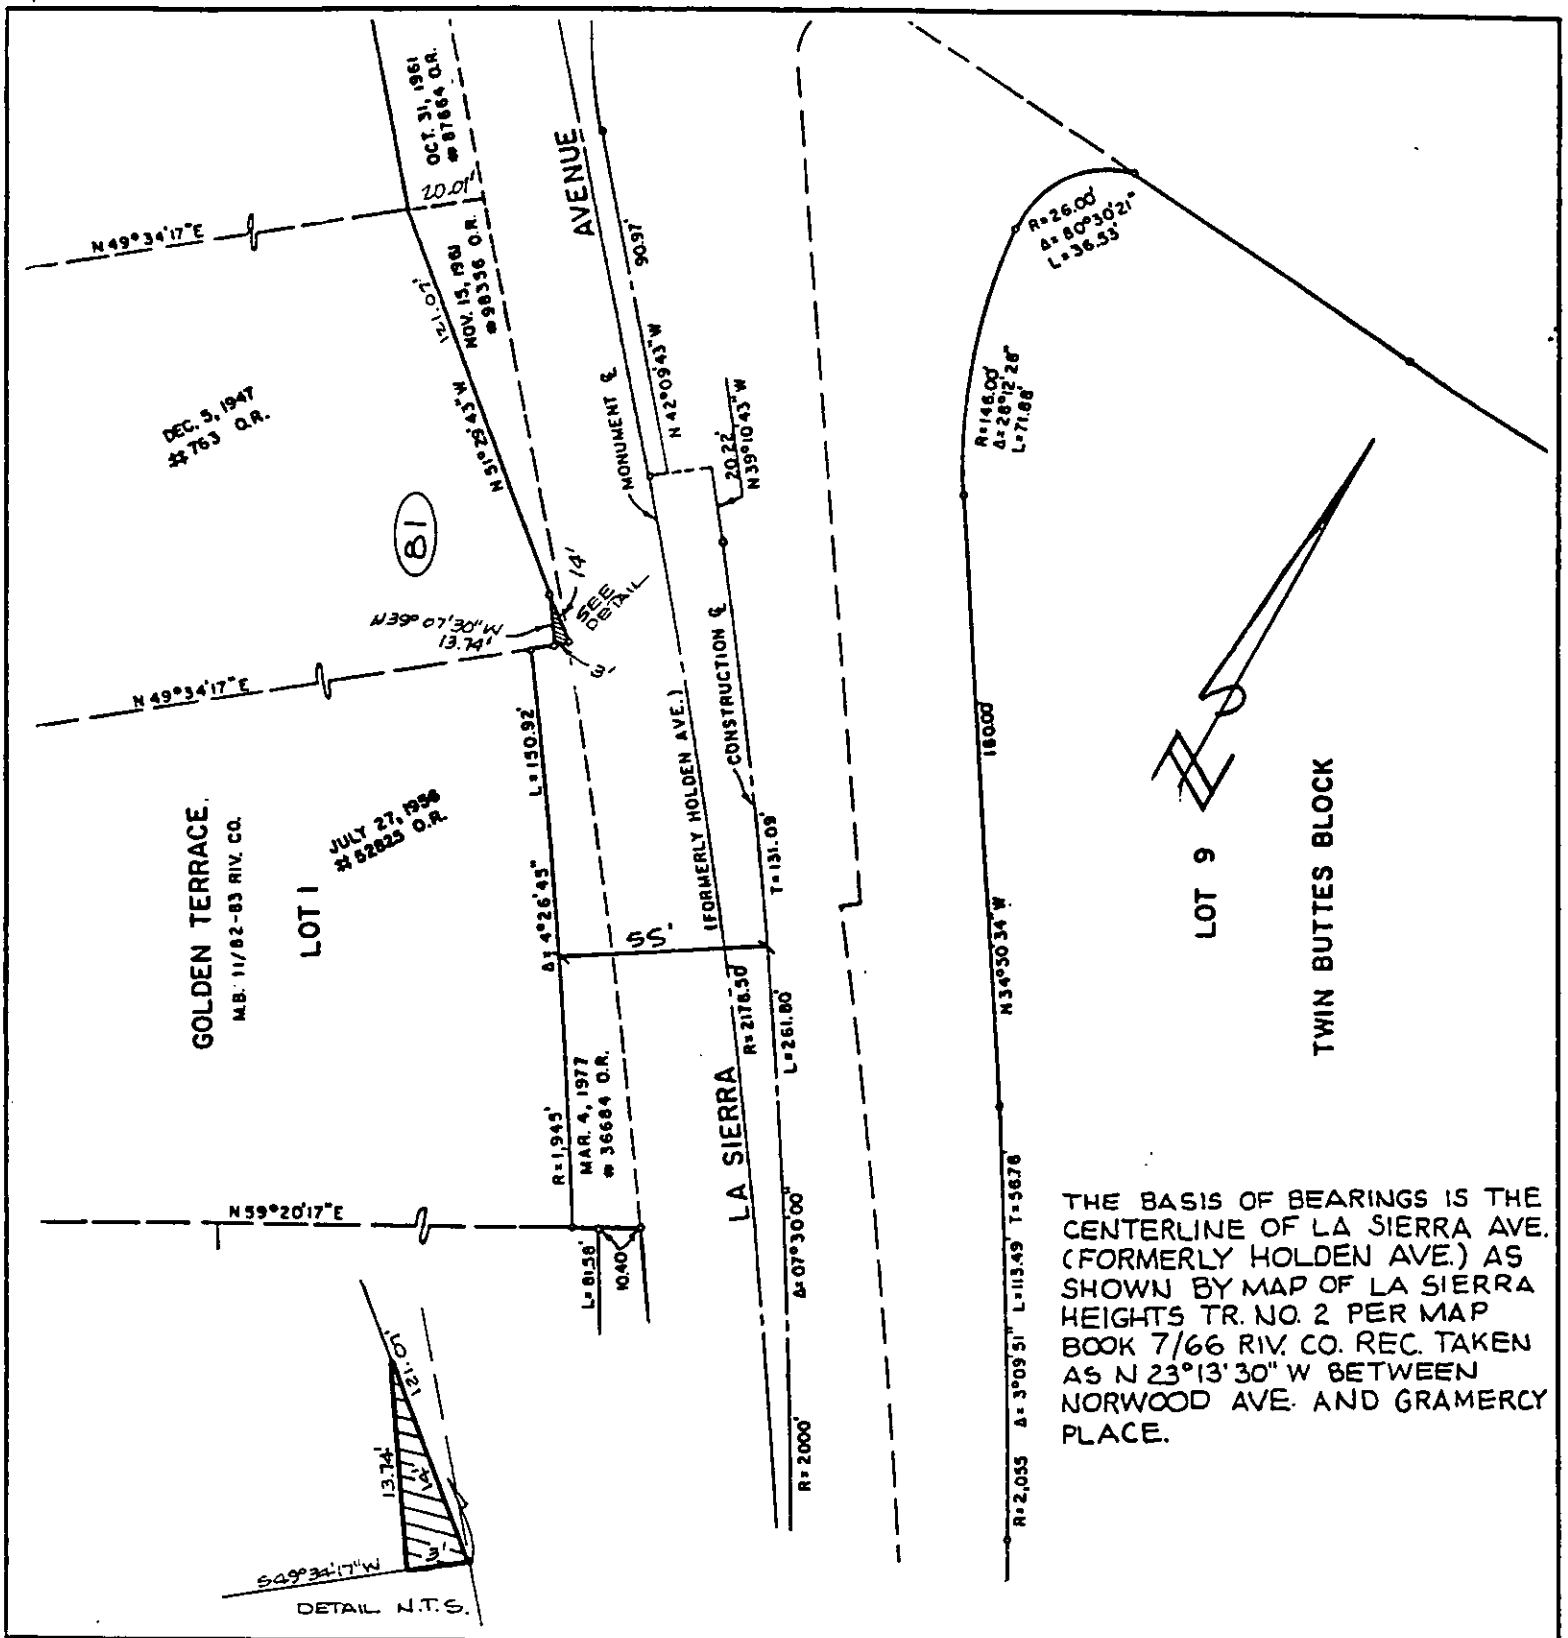 OCT. 31, 1961
# 87664 O.R.
20.01'
N 49°34'17"E
NOV. 15, 1961
# 98356 O.R.
121.07'
N 51°29'43"W
DEC. 5, 1947
# 763 O.R.
81
AVENUE
90.97'
N 42°09'43"W
MONUMENT ℄
20.22'
N 39°10'43"W
R=26.00'
Δ=80°30'21"
L=36.53'
R=146.00'
Δ=28°12'28"
L=71.88'
14'
SEE
DETAIL
N39°07'30"W
13.74'
3'
N 49°34'17"E
L=150.92'
(FORMERLY HOLDEN AVE.)
CONSTRUCTION ℄
T=131.09'
180.00'
N
GOLDEN TERRACE
M.B. 11/82-83 RIV. CO.
LOT 1
JULY 27, 1956
# 52825 O.R.
Δ=4°26'45"
55'
R=2178.50'
L=261.80'
N34°50'34"W
LOT 9
TWIN BUTTES BLOCK
R=1,945'
MAR. 4, 1977
# 36684 O.R.
LA SIERRA
N 59°20'17"E
L=81.58'
10.40'
Δ=07°30'00"
R=2000'
R=2,055 Δ=3°09'51" L=113.49' T=56.76'
THE BASIS OF BEARINGS IS THE
CENTERLINE OF LA SIERRA AVE.
(FORMERLY HOLDEN AVE.) AS
SHOWN BY MAP OF LA SIERRA
HEIGHTS TR. NO. 2 PER MAP
BOOK 7/66 RIV. CO. REC. TAKEN
AS N 23°13'30" W BETWEEN
NORWOOD AVE. AND GRAMERCY
PLACE.
121.07'
13.74'
14'
3'
S49°34'17"W
DETAIL N.T.S.